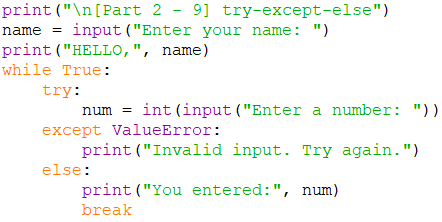 print("\n[Part 2 - 9] try-except-else")
name = input("Enter your name: ")
print("HELLO,", name)
while True:
    try:
        num = int(input("Enter a number: "))
    except ValueError:
        print("Invalid input. Try again.")
    else:
        print("You entered:", num)
        break